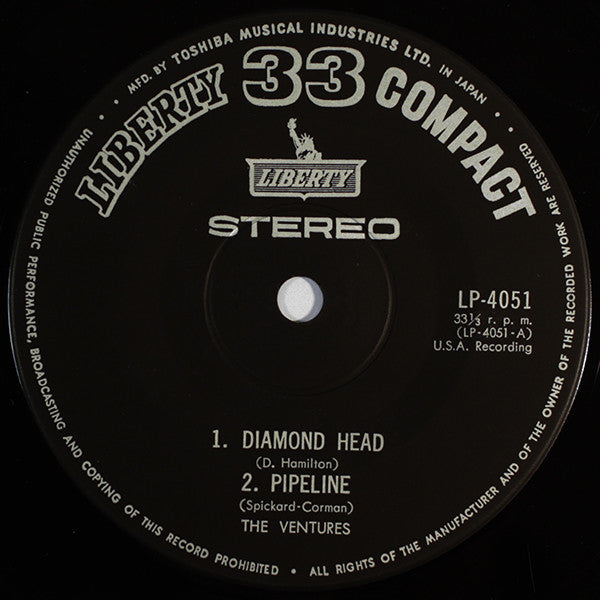 MFD. BY TOSHIBA MUSICAL INDUSTRIES LTD. IN JAPAN
LIBERTY 33 COMPACT
LIBERTY
STEREO
LP-4051
33⅓ r. p. m.
(LP-4051-A)
U.S.A. Recording
1. DIAMOND HEAD
(D. Hamilton)
2. PIPELINE
(Spickard-Corman)
THE VENTURES
UNAUTHORIZED PUBLIC PERFORMANCE, BROADCASTING AND COPYING OF THIS RECORD PROHIBITED • ALL RIGHTS OF THE MANUFACTURER AND OF THE OWNER OF THE RECORDED WORK ARE RESERVED